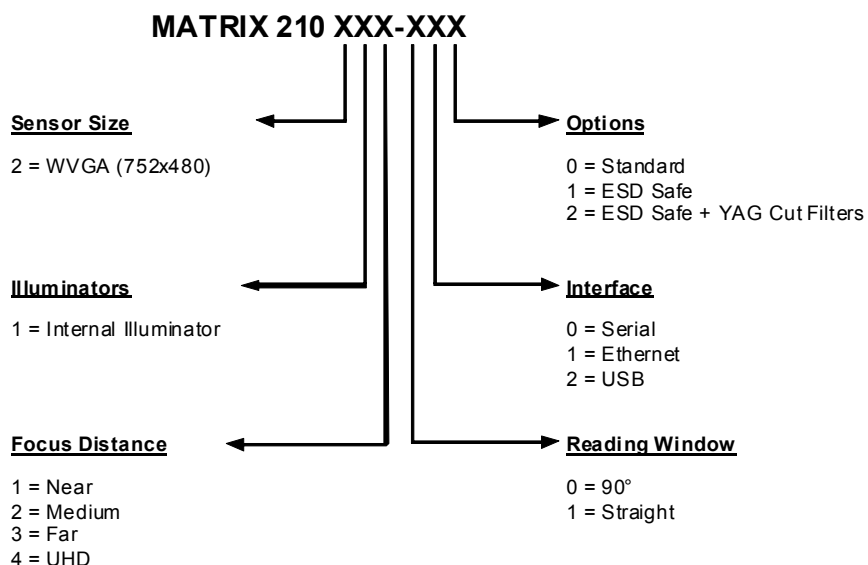 MATRIX 210 XXX-XXX
Sensor Size
2 = WVGA (752x480)
Illuminators
1 = Internal Illuminator
Focus Distance
1 = Near
2 = Medium
3 = Far
4 = UHD
Options
0 = Standard
1 = ESD Safe
2 = ESD Safe + YAG Cut Filters
Interface
0 = Serial
1 = Ethernet
2 = USB
Reading Window
0 = 90°
1 = Straight